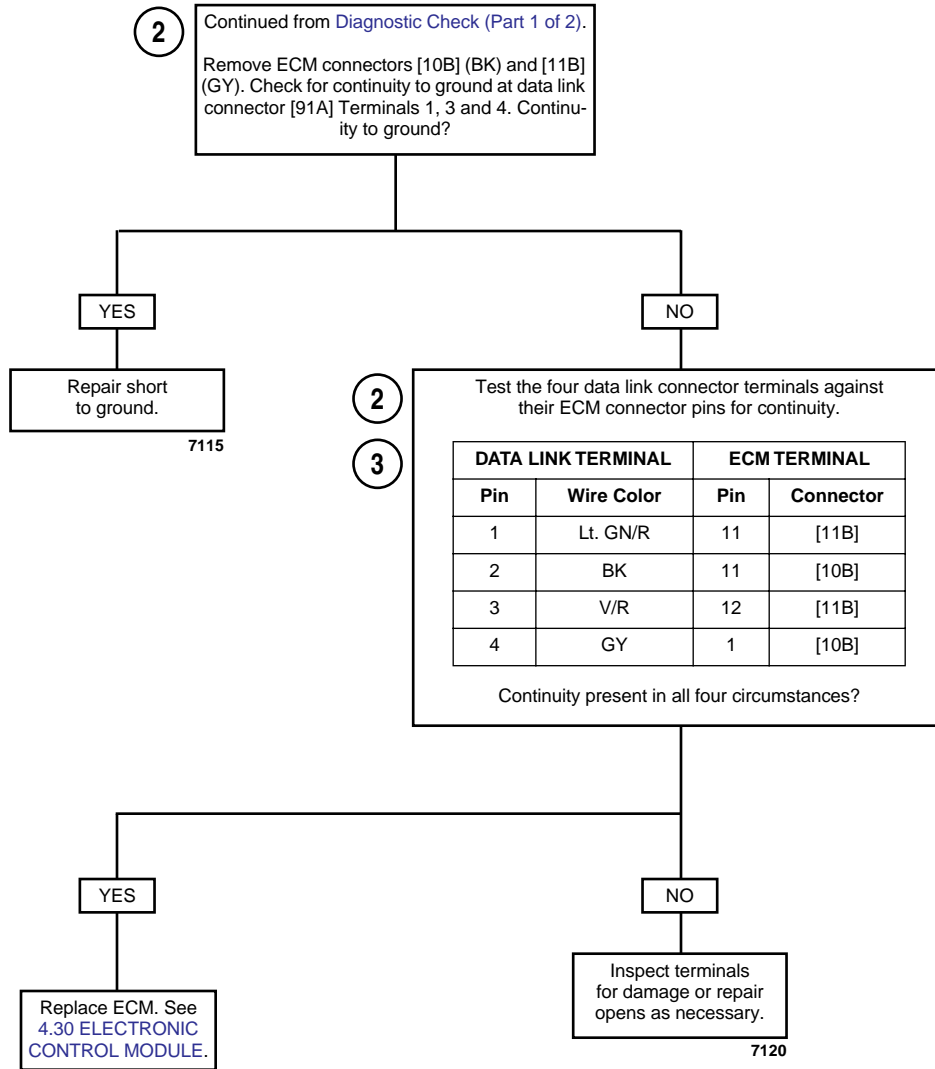 2
Continued from Diagnostic Check (Part 1 of 2).
Remove ECM connectors [10B] (BK) and [11B]
(GY). Check for continuity to ground at data link
connector [91A] Terminals 1, 3 and 4. Continu-
ity to ground?
YES
NO
Repair short
to ground.
7115
2
3
Test the four data link connector terminals against
their ECM connector pins for continuity.
DATA LINK TERMINAL ECM TERMINAL
Pin Wire Color Pin Connector
1 Lt. GN/R 11 [11B]
2 BK 11 [10B]
3 V/R 12 [11B]
4 GY 1 [10B]
Continuity present in all four circumstances?
YES
NO
Replace ECM. See
4.30 ELECTRONIC
CONTROL MODULE.
Inspect terminals
for damage or repair
opens as necessary.
7120